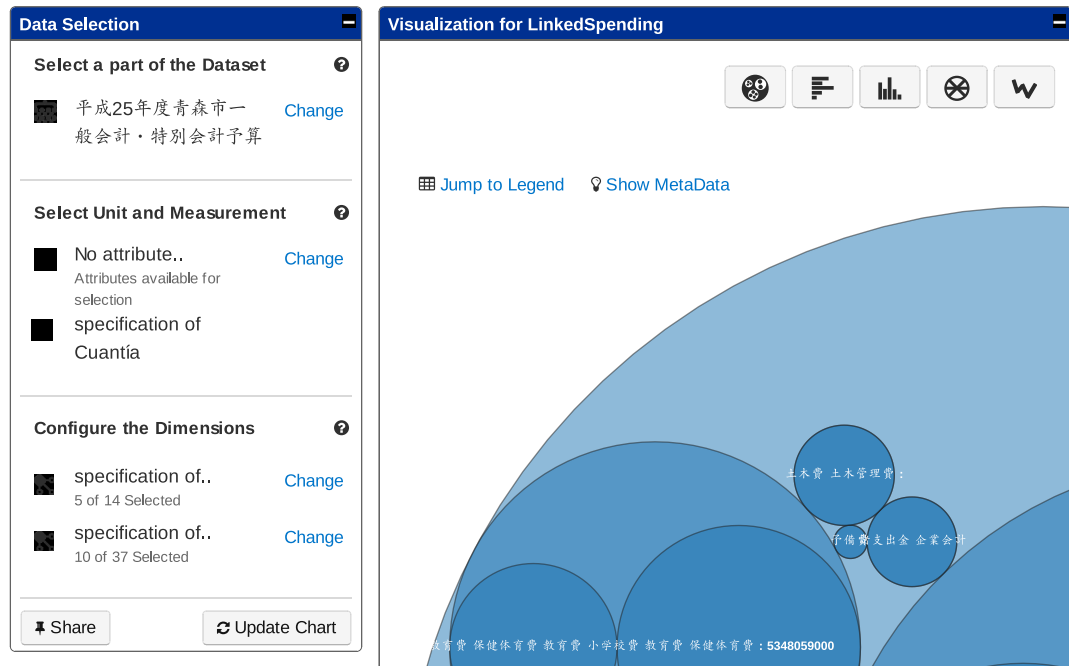 Data Selection
Select a part of the Dataset
平成25年度青森市一
般会計・特別会計予算
Change
Select Unit and Measurement
No attribute..
Change
Attributes available for
selection
specification of
Cuantía
Configure the Dimensions
specification of..
Change
5 of 14 Selected
specification of..
Change
10 of 37 Selected
Share
Update Chart
Visualization for LinkedSpending
Jump to Legend
Show MetaData
土木費 土木管理費 :
支出金 企業会計
教育費 保健体育費 教育費 小学校費 教育費 保健体育費 : 5348059000